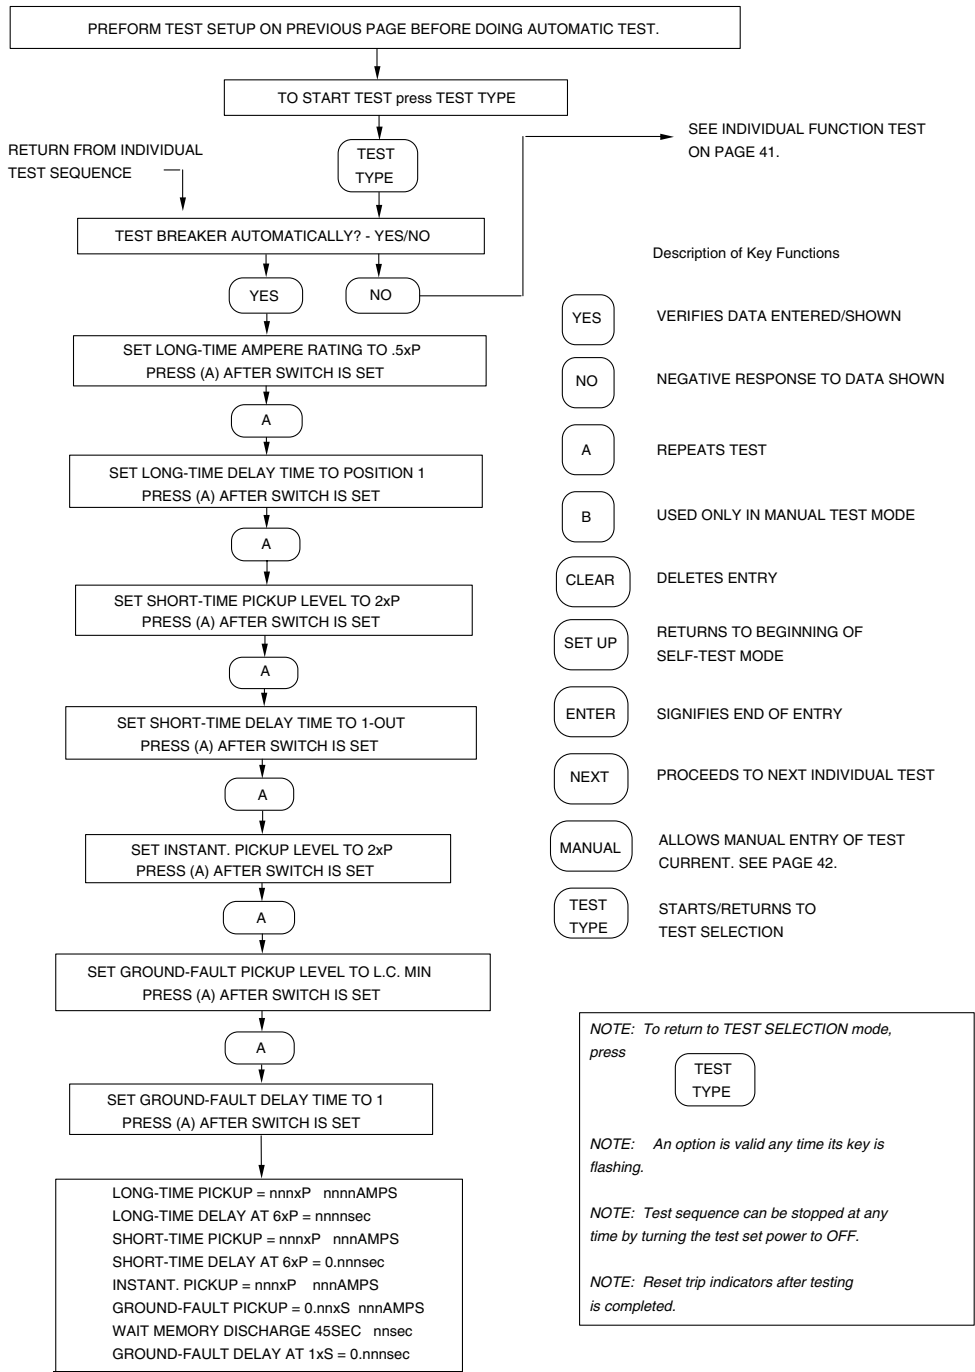 PREFORM TEST SETUP ON PREVIOUS PAGE BEFORE DOING AUTOMATIC TEST.
TO START TEST press TEST TYPE
TEST
TYPE
SEE INDIVIDUAL FUNCTION TEST
ON PAGE 41.
RETURN FROM INDIVIDUAL
TEST SEQUENCE
TEST BREAKER AUTOMATICALLY? - YES/NO
YES
NO
SET LONG-TIME AMPERE RATING TO .5xP
PRESS (A) AFTER SWITCH IS SET
A
SET LONG-TIME DELAY TIME TO POSITION 1
PRESS (A) AFTER SWITCH IS SET
A
SET SHORT-TIME PICKUP LEVEL TO 2xP
PRESS (A) AFTER SWITCH IS SET
A
SET SHORT-TIME DELAY TIME TO 1-OUT
PRESS (A) AFTER SWITCH IS SET
A
SET INSTANT. PICKUP LEVEL TO 2xP
PRESS (A) AFTER SWITCH IS SET
A
SET GROUND-FAULT PICKUP LEVEL TO L.C. MIN
PRESS (A) AFTER SWITCH IS SET
A
SET GROUND-FAULT DELAY TIME TO 1
PRESS (A) AFTER SWITCH IS SET
LONG-TIME PICKUP = nnnxP nnnnAMPS
LONG-TIME DELAY AT 6xP = nnnnsec
SHORT-TIME PICKUP = nnnxP nnnAMPS
SHORT-TIME DELAY AT 6xP = 0.nnnsec
INSTANT. PICKUP = nnnxP nnnAMPS
GROUND-FAULT PICKUP = 0.nnxS nnnAMPS
WAIT MEMORY DISCHARGE 45SEC nnsec
GROUND-FAULT DELAY AT 1xS = 0.nnnsec
Description of Key Functions
YES VERIFIES DATA ENTERED/SHOWN
NO NEGATIVE RESPONSE TO DATA SHOWN
A REPEATS TEST
B USED ONLY IN MANUAL TEST MODE
CLEAR DELETES ENTRY
SET UP RETURNS TO BEGINNING OF
SELF-TEST MODE
ENTER SIGNIFIES END OF ENTRY
NEXT PROCEEDS TO NEXT INDIVIDUAL TEST
MANUAL ALLOWS MANUAL ENTRY OF TEST
CURRENT. SEE PAGE 42.
TEST
TYPE
STARTS/RETURNS TO
TEST SELECTION
NOTE: To return to TEST SELECTION mode,
press
TEST
TYPE
NOTE: An option is valid any time its key is
flashing.
NOTE: Test sequence can be stopped at any
time by turning the test set power to OFF.
NOTE: Reset trip indicators after testing
is completed.